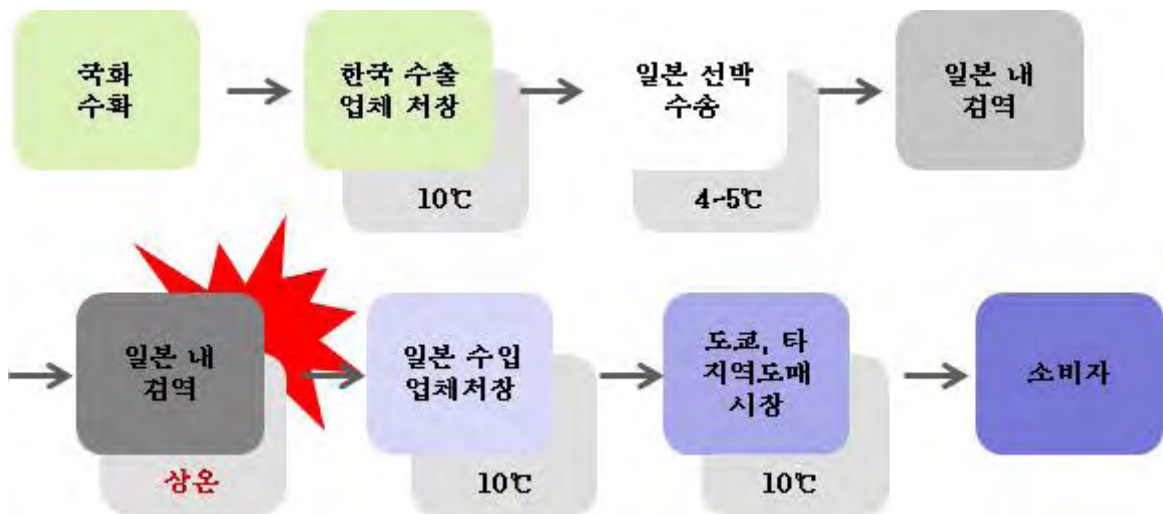 국화
수확
한국 수출
업체 저장
10℃
일본 선박
수송
4~5℃
일본 내
검역
일본 내
검역
상온
일본 수입
업체저장
10℃
도쿄, 타
지역도매
시장
10℃
소비자